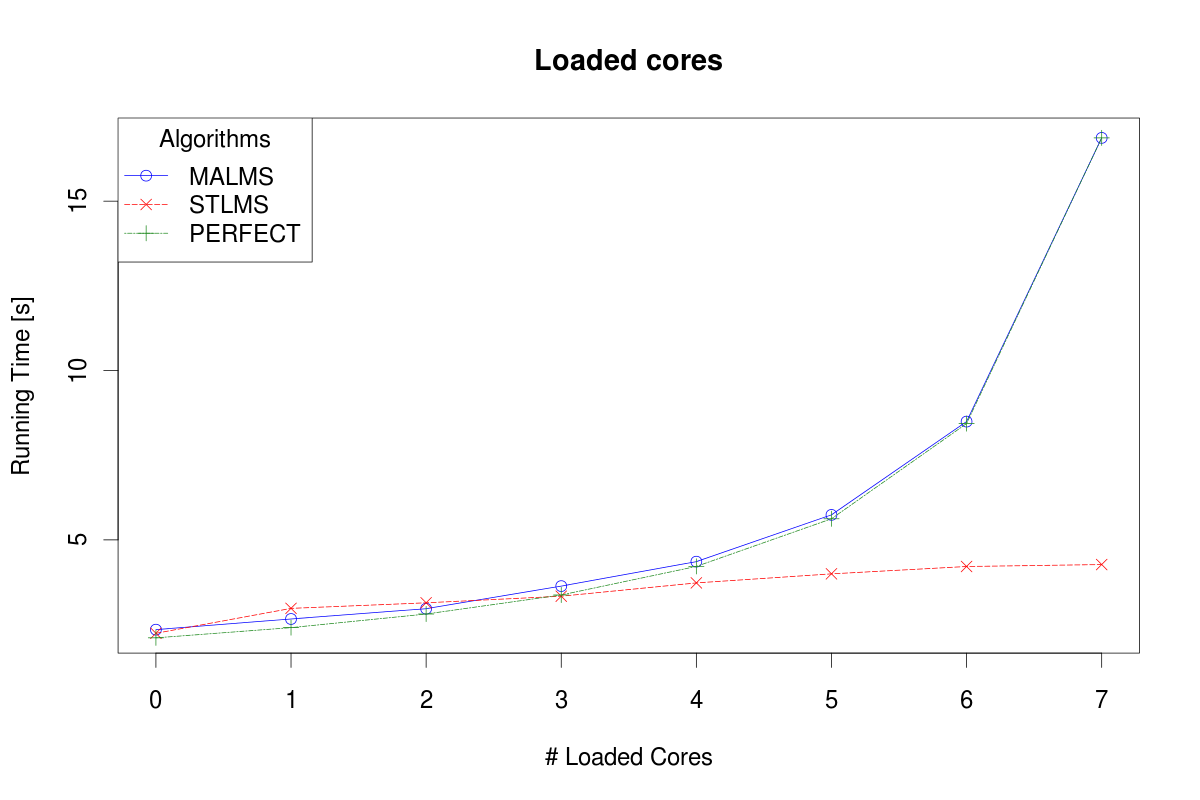 Loaded cores
Algorithms
MALMS
STLMS
PERFECT
Running Time [s]
15
10
5
0 1 2 3 4 5 6 7
# Loaded Cores